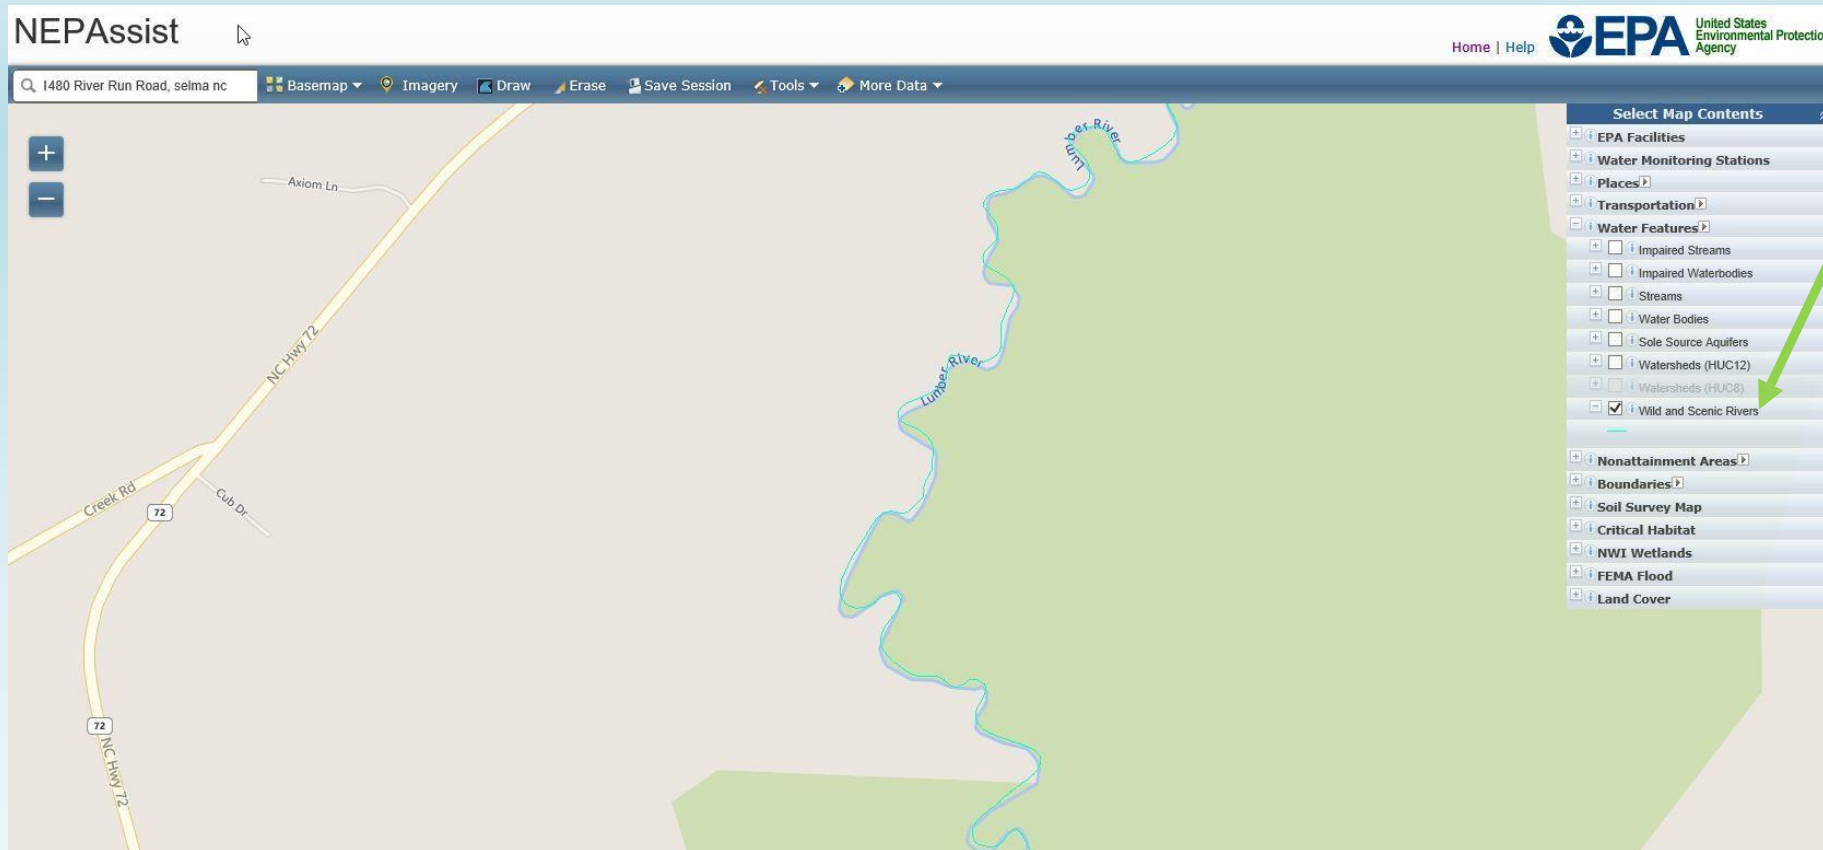 NEPAssist
Home | Help
EPA
United States
Environmental Protectio
Agency
1480 River Run Road, selma nc
Basemap
Imagery
Draw
Erase
Save Session
Tools
More Data
Select Map Contents
EPA Facilities
Water Monitoring Stations
Places
Transportation
Water Features
Impaired Streams
Impaired Waterbodies
Streams
Water Bodies
Sole Source Aquifers
Watersheds (HUC12)
Watersheds (HUC8)
Wild and Scenic Rivers
Nonattainment Areas
Boundaries
Soil Survey Map
Critical Habitat
NWI Wetlands
FEMA Flood
Land Cover
Lumber River
Axiom Ln
NC Hwy 72
Lumber River
Creek Rd
72
Cub Dr
72
NC Hwy 72